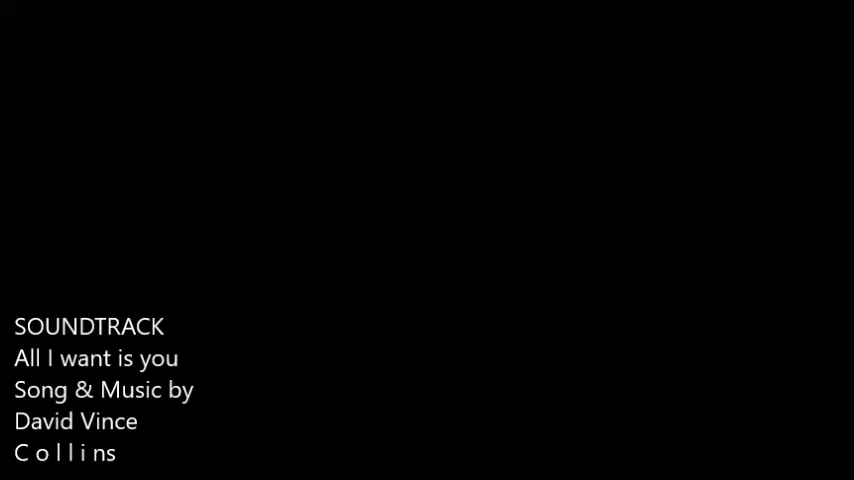 SOUNDTRACK
All I want is you
Song & Music by
David Vince
C o l l i ns